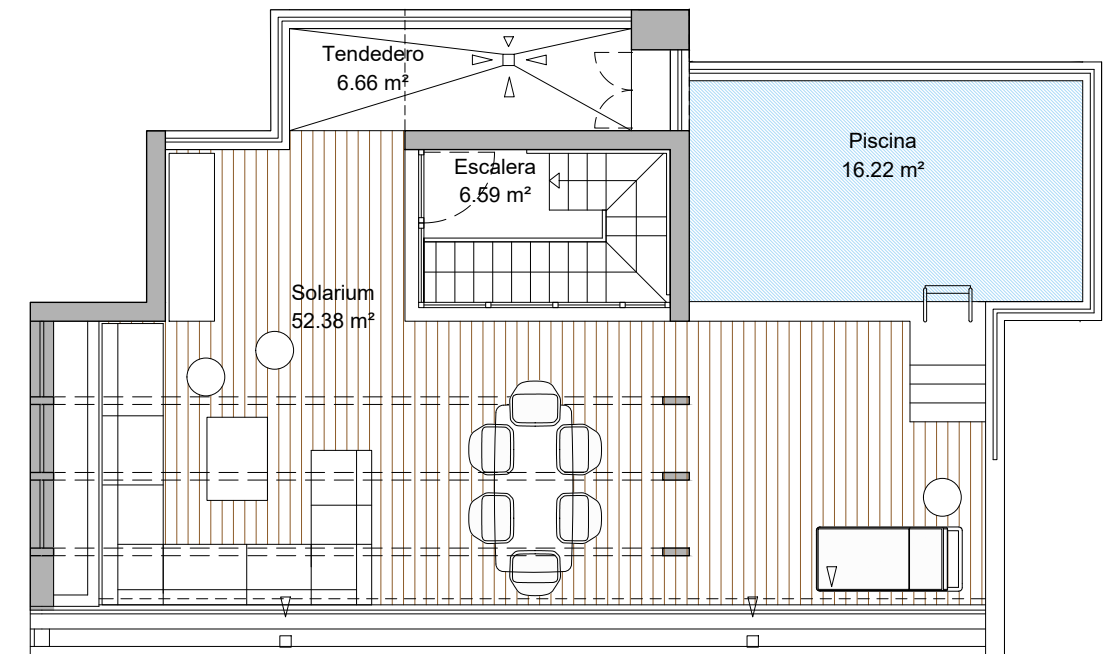 Tendedero
6.66 m²
Piscina
16.22 m²
Escalera
6.59 m²
Solarium
52.38 m²